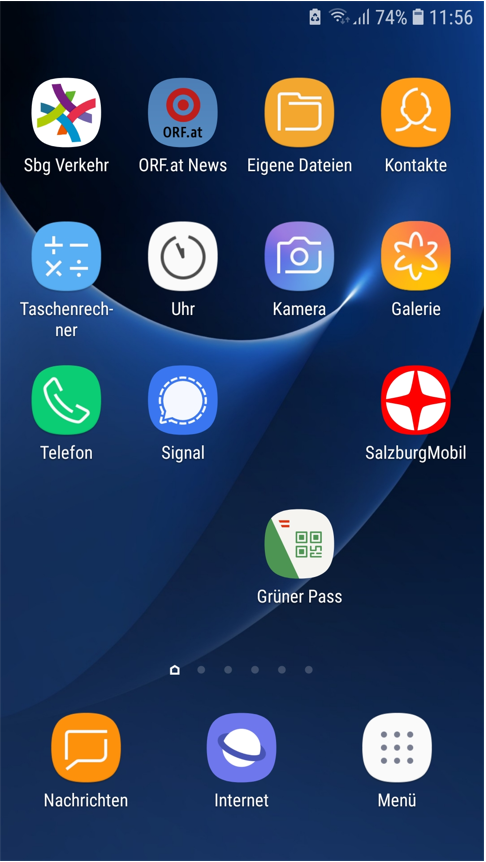 74% 11:56
ORF.at
Sbg Verkehr ORF.at News Eigene Dateien Kontakte
Taschenrech-
ner
Uhr Kamera Galerie
Telefon Signal SalzburgMobil
Grüner Pass
Nachrichten Internet Menü